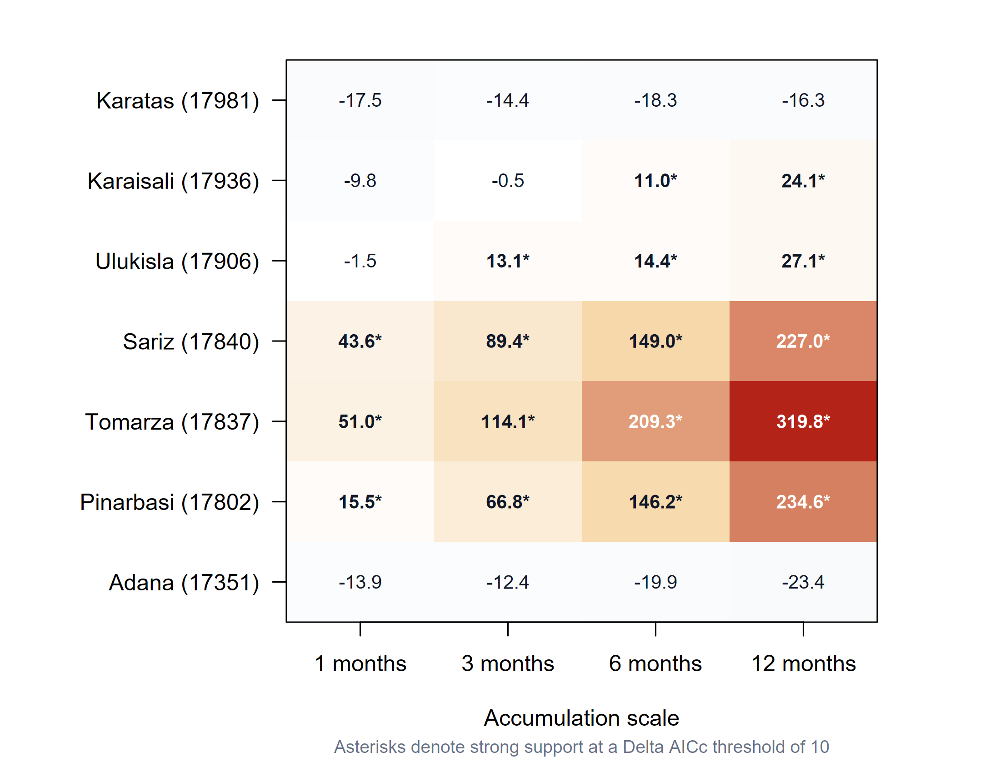 Karatas (17981) -17.5 -14.4 -18.3 -16.3
Karaisali (17936) -9.8 -0.5 11.0* 24.1*
Ulukisla (17906) -1.5 13.1* 14.4* 27.1*
Sariz (17840) 43.6* 89.4* 149.0* 227.0*
Tomarza (17837) 51.0* 114.1* 209.3* 319.8*
Pinarbasi (17802) 15.5* 66.8* 146.2* 234.6*
Adana (17351) -13.9 -12.4 -19.9 -23.4
1 months 3 months 6 months 12 months
Accumulation scale
Asterisks denote strong support at a Delta AICc threshold of 10